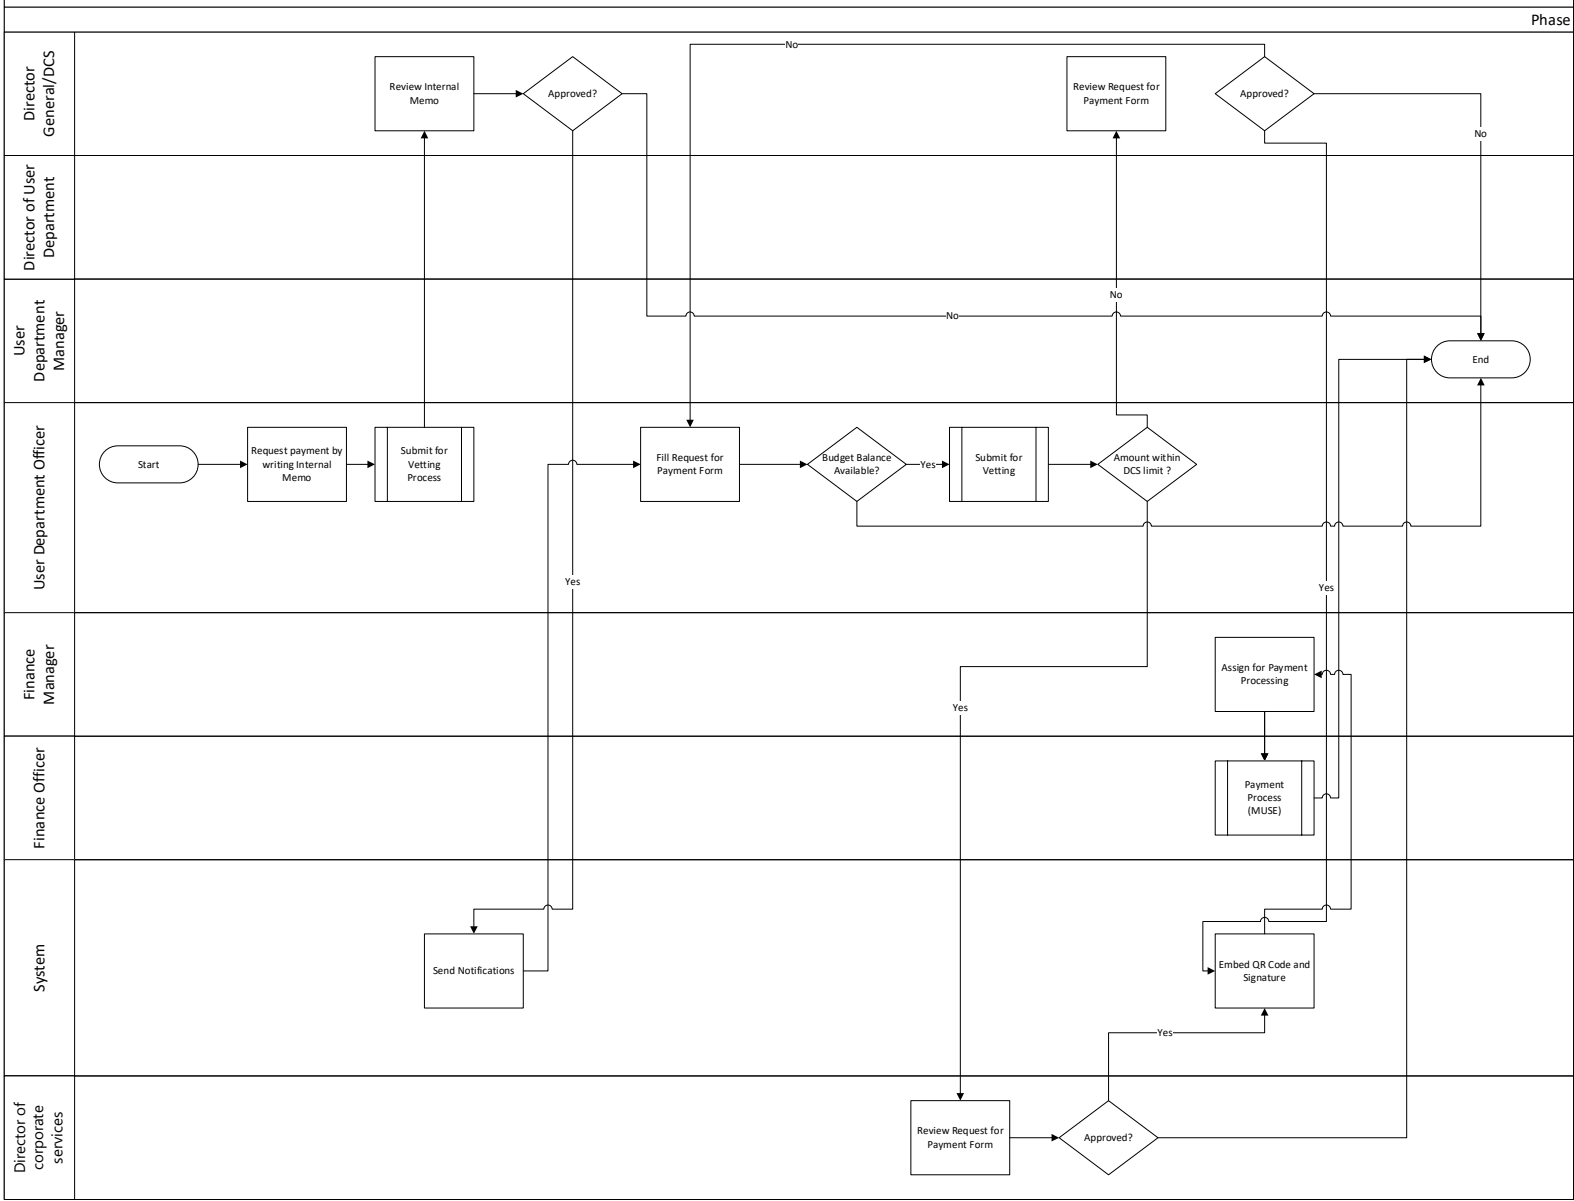 Phase
Director
General/DCS
Review Internal
Memo
Approved?
No
Review Request for
Payment Form
Approved?
No
Director of User
Department
User
Department
Manager
No
No
End
User Department Officer
Start
Request payment by
writing Internal
Memo
Submit for
Vetting
Process
Fill Request for
Payment Form
Budget Balance
Available?
Yes
Submit for
Vetting
Amount within
DCS limit ?
Yes
Yes
Finance
Manager
Assign for Payment
Processing
Yes
Finance Officer
Payment
Process
(MUSE)
System
Send Notifications
Embed QR Code and
Signature
Yes
Director of
corporate
services
Review Request for
Payment Form
Approved?